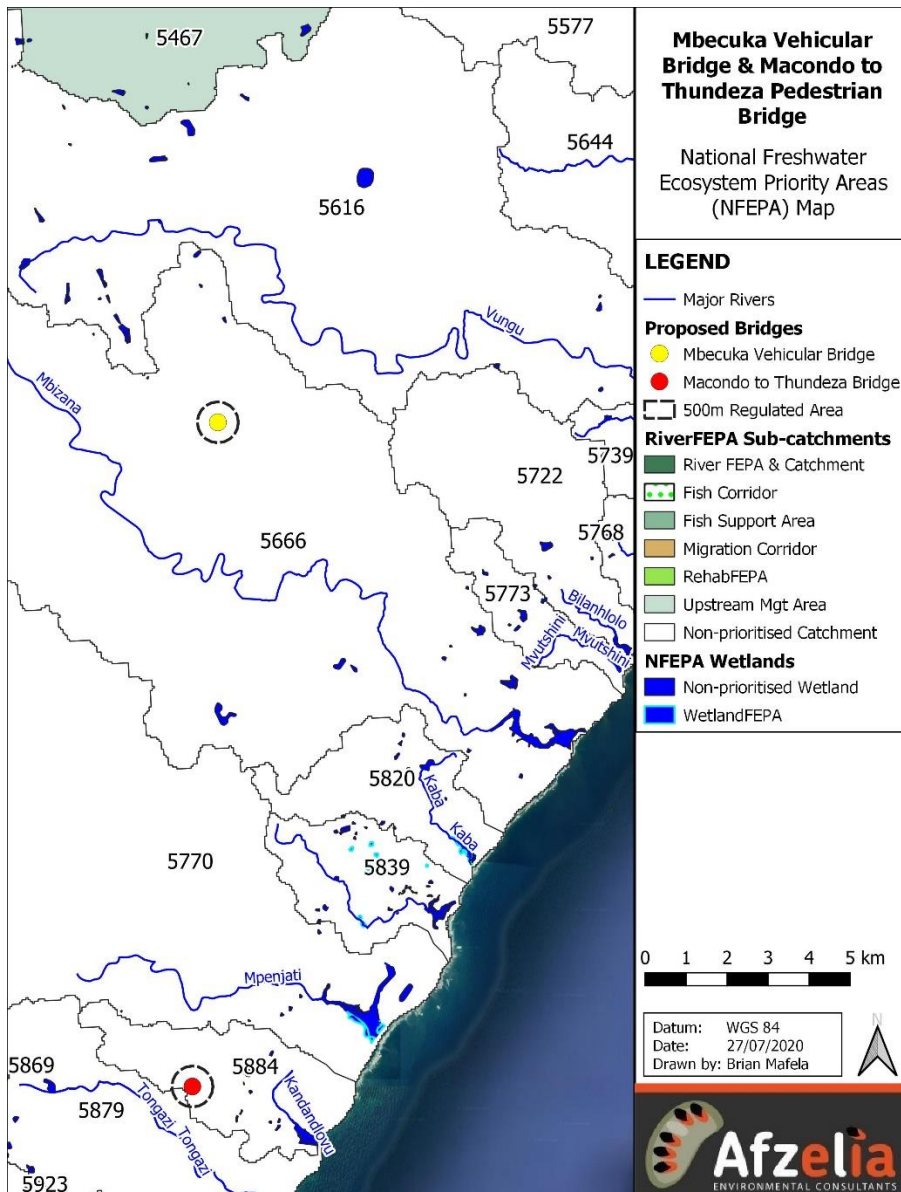 5467
5577
5644
5616
Vungu
Mbizana
5739
5722
5768
5666
5773
Bilanhlolo
Mvutshini
Mvutshini
5820
Kaba
Kaba
5839
5770
Mpenjati
5869
5884
5879
Tongazi
Tongazi
Kandandlovu
5923
Mbecuka Vehicular
Bridge & Macondo to
Thundeza Pedestrian
Bridge
National Freshwater
Ecosystem Priority Areas
(NFEPA) Map
LEGEND
Major Rivers
Proposed Bridges
Mbecuka Vehicular Bridge
Macondo to Thundeza Bridge
500m Regulated Area
RiverFEPA Sub-catchments
River FEPA & Catchment
Fish Corridor
Fish Support Area
Migration Corridor
RehabFEPA
Upstream Mgt Area
Non-prioritised Catchment
NFEPA Wetlands
Non-prioritised Wetland
WetlandFEPA
0 1 2 3 4 5 km
Datum: WGS 84
Date: 27/07/2020
Drawn by: Brian Mafela
N
Afzelia
ENVIRONMENTAL CONSULTANTS